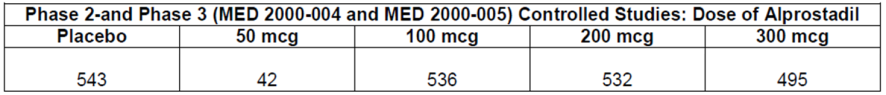 Phase 2-and Phase 3 (MED 2000-004 and MED 2000-005) Controlled Studies: Dose of Alprostadil
Placebo 50 mcg 100 mcg 200 mcg 300 mcg
543 42 536 532 495